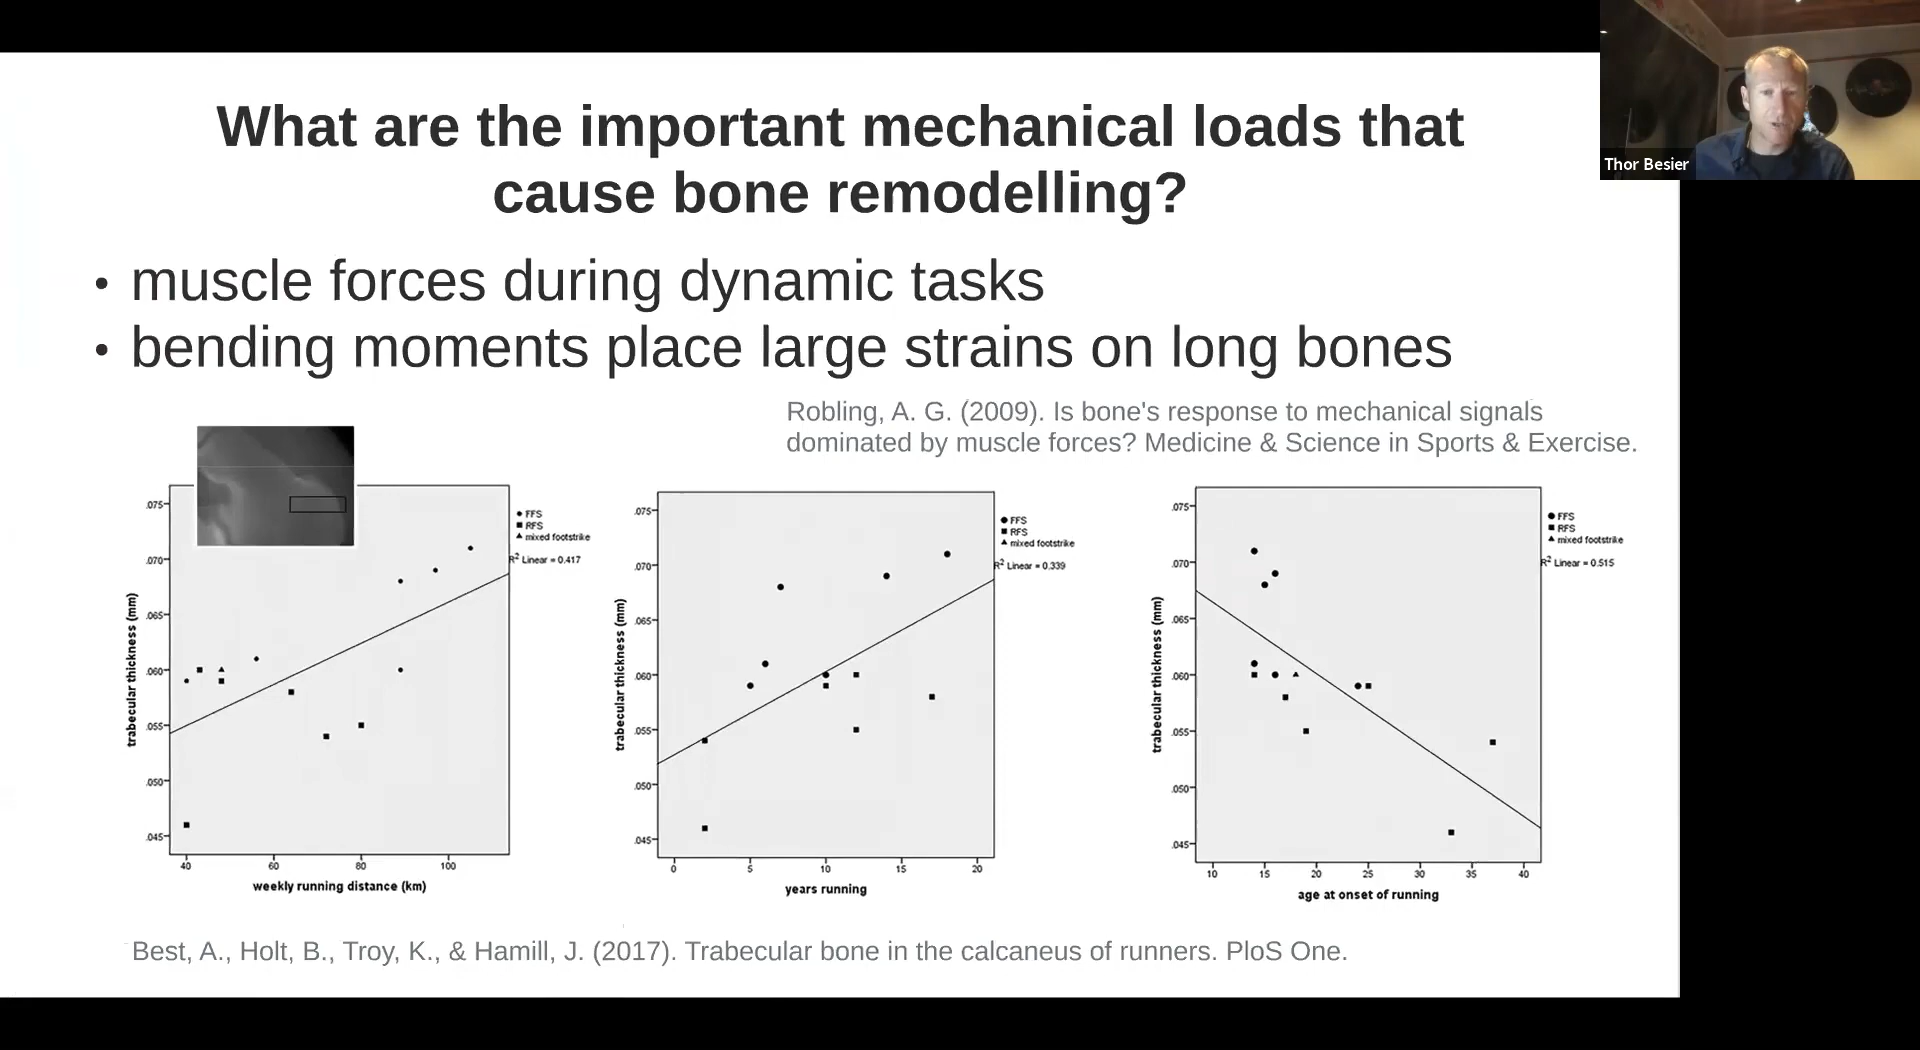 What are the important mechanical loads that
cause bone remodelling?
Thor Besier
• muscle forces during dynamic tasks
• bending moments place large strains on long bones
Robling, A. G. (2009). Is bone's response to mechanical signals
dominated by muscle forces? Medicine & Science in Sports & Exercise.
.075
.070
.065
.060
.055
.050
.045
trabecular thickness (mm)
40 60 80 100
weekly running distance (km)
FFS
RFS
mixed footstrike
R2 Linear = 0.417
.075
.070
.065
.060
.055
.050
.045
trabecular thickness (mm)
0 5 10 15 20
years running
FFS
RFS
mixed footstrike
R2 Linear = 0.339
.075
.070
.065
.060
.055
.050
.045
trabecular thickness (mm)
10 15 20 25 30 35 40
age at onset of running
FFS
RFS
mixed footstrike
R2 Linear = 0.515
Best, A., Holt, B., Troy, K., & Hamill, J. (2017). Trabecular bone in the calcaneus of runners. PloS One.